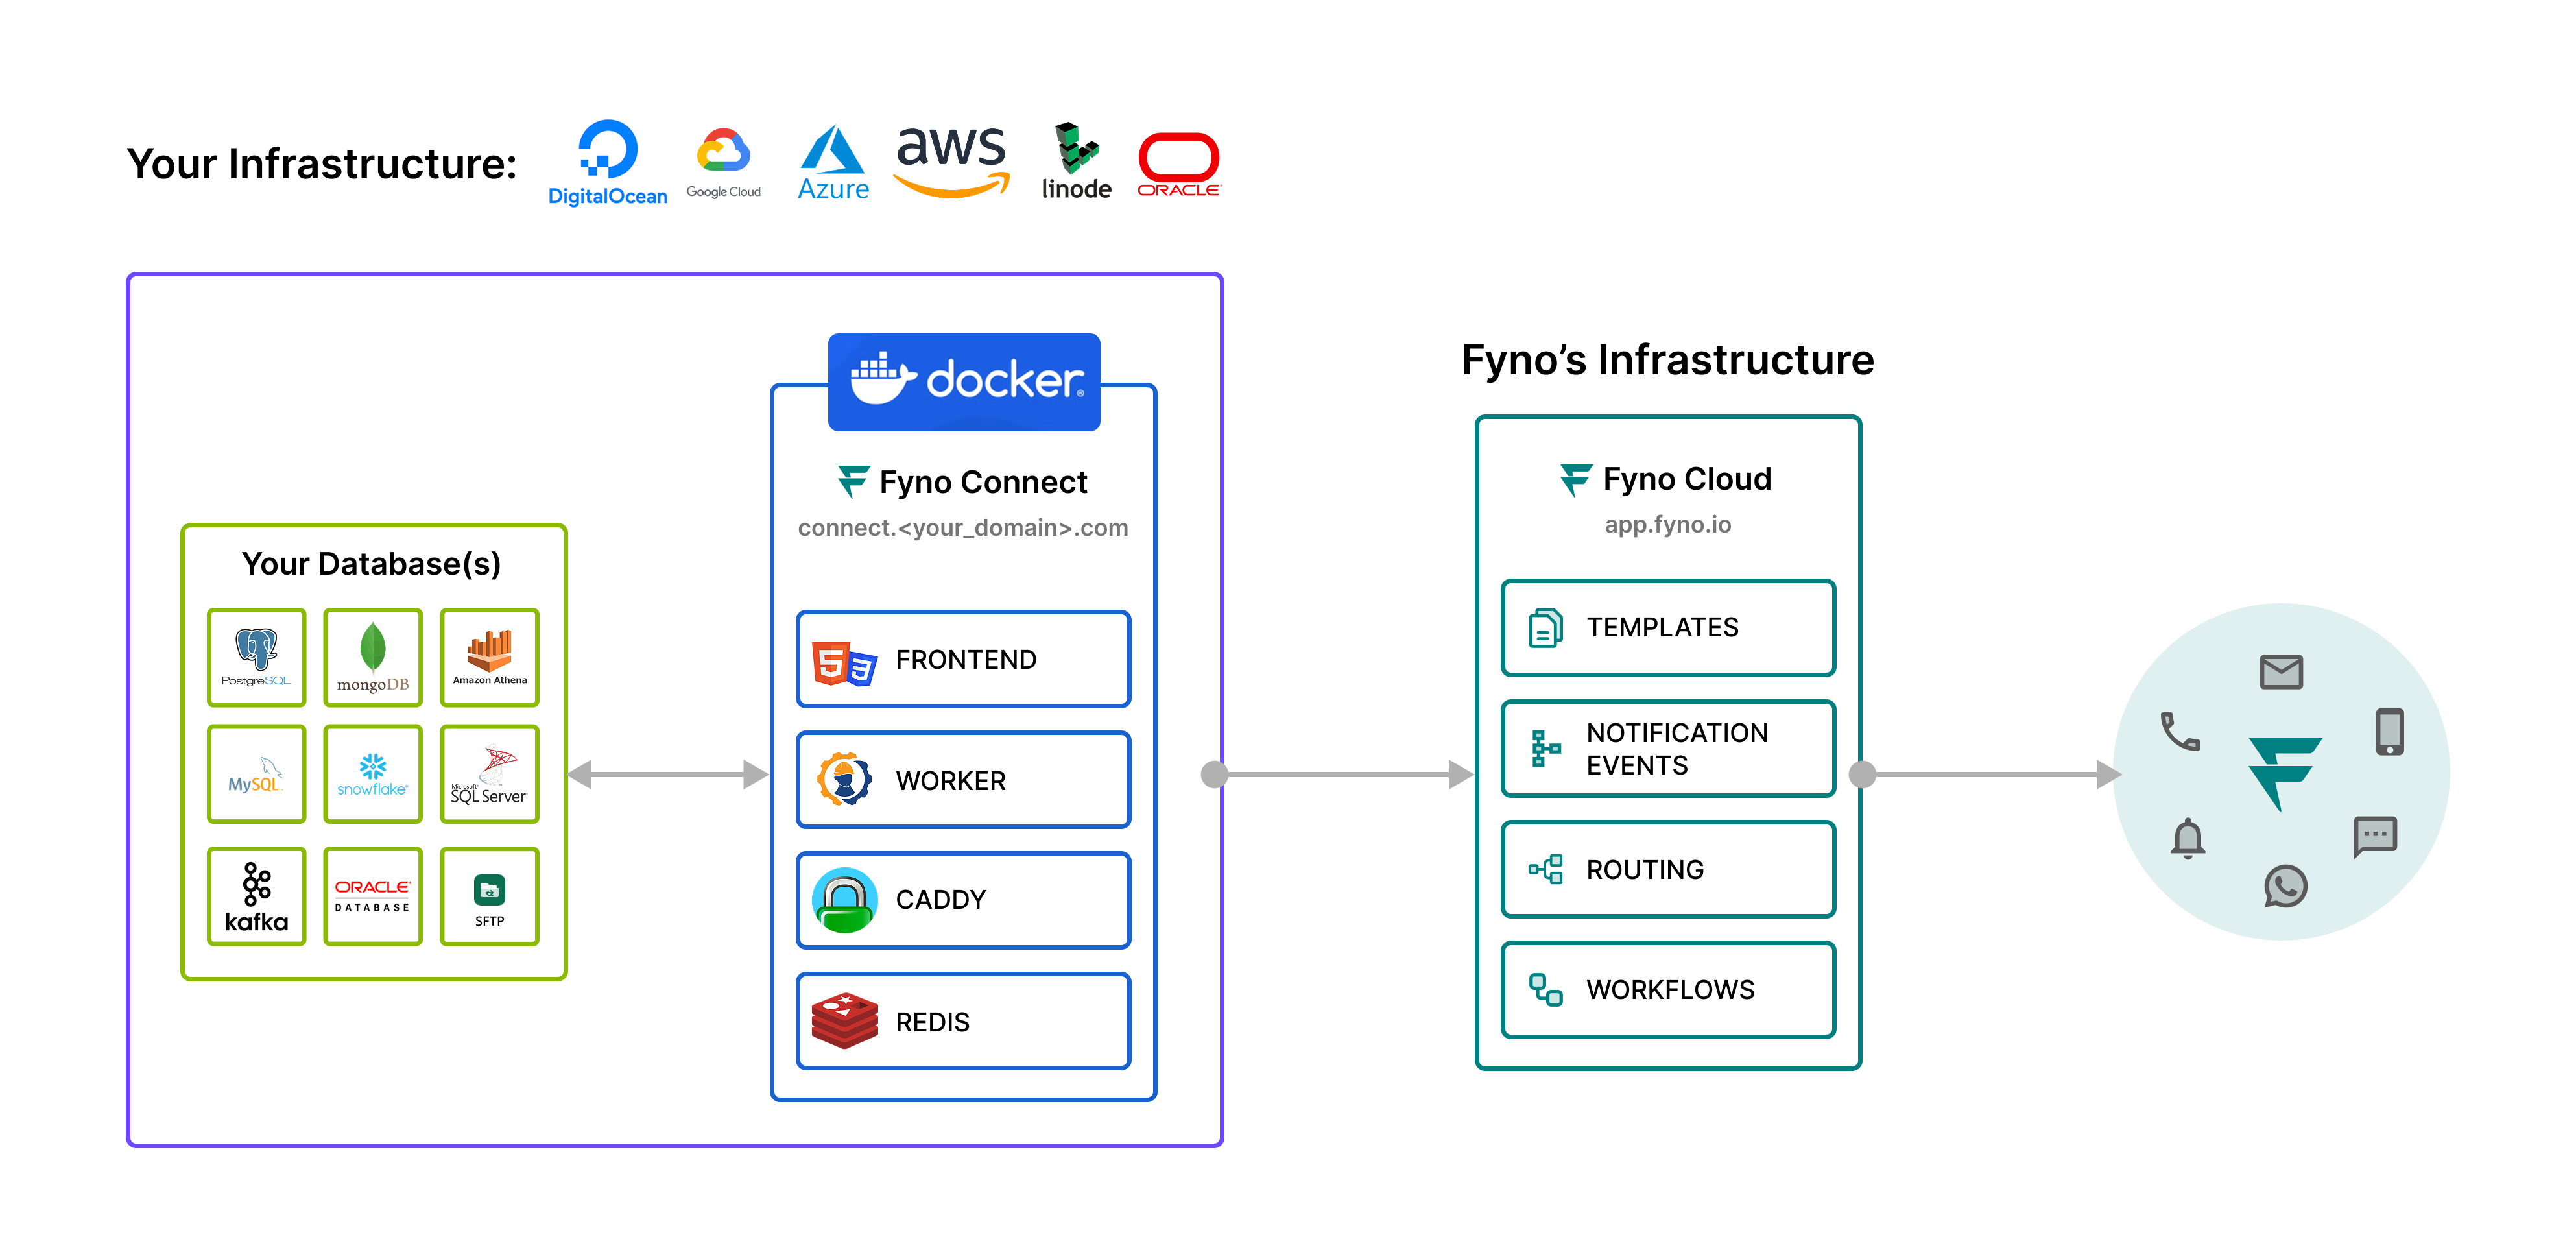 Your Infrastructure:
DigitalOcean
Google Cloud
Azure
aws
linode
ORACLE
docker
Fyno Connect
connect.<your_domain>.com
FRONTEND
WORKER
CADDY
REDIS
Your Database(s)
PostgreSQL
mongoDB
Amazon Athena
MySQL
snowflake
Microsoft
SQL Server
kafka
ORACLE
DATABASE
SFTP
Fyno’s Infrastructure
Fyno Cloud
app.fyno.io
TEMPLATES
NOTIFICATION
EVENTS
ROUTING
WORKFLOWS